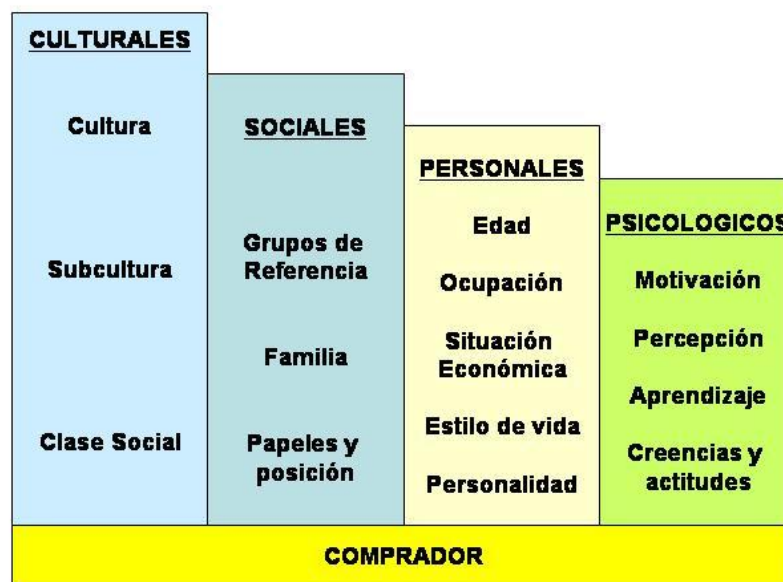 CULTURALES
Cultura
Subcultura
Clase Social
SOCIALES
Grupos de
Referencia
Familia
Papeles y
posición
PERSONALES
Edad
Ocupación
Situación
Económica
Estilo de vida
Personalidad
PSICOLOGICOS
Motivación
Percepción
Aprendizaje
Creencias y
actitudes
COMPRADOR